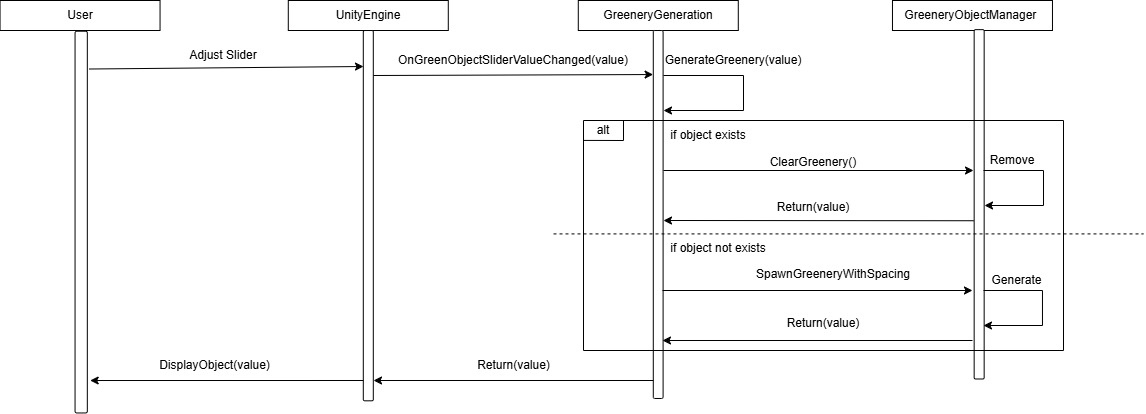 User
UnityEngine
GreeneryGeneration
GreeneryObjectManager
Adjust Slider
OnGreenObjectSliderValueChanged(value)
GenerateGreenery(value)
alt
if object exists
ClearGreenery()
Remove
Return(value)
if object not exists
SpawnGreeneryWithSpacing
Generate
Return(value)
DisplayObject(value)
Return(value)